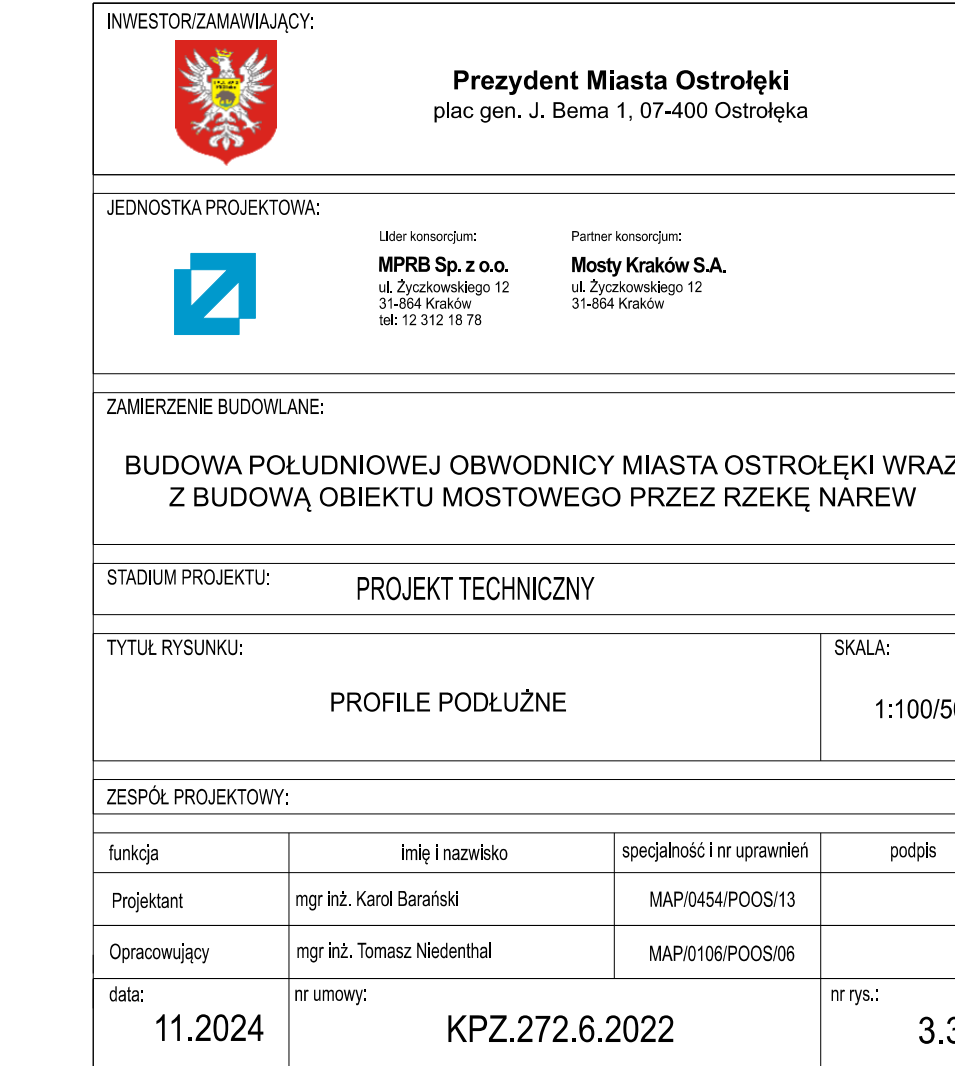 INWESTOR/ZAMAWIAJĄCY:
Prezydent Miasta Ostrołęki
plac gen. J. Bema 1, 07-400 Ostrołęka
JEDNOSTKA PROJEKTOWA:
Lider konsorcjum:
MPRB Sp. z o.o.
ul. Życzkowskiego 12
31-864 Kraków
tel: 12 312 18 78
Partner konsorcjum:
Mosty Kraków S.A.
ul. Życzkowskiego 12
31-864 Kraków
ZAMIERZENIE BUDOWLANE:
BUDOWA POŁUDNIOWEJ OBWODNICY MIASTA OSTROŁĘKI WRAZ
Z BUDOWĄ OBIEKTU MOSTOWEGO PRZEZ RZEKĘ NAREW
STADIUM PROJEKTU: PROJEKT TECHNICZNY
TYTUŁ RYSUNKU:
PROFILE PODŁUŻNE
SKALA:
1:100/5
ZESPÓŁ PROJEKTOWY:
funkcja imię i nazwisko specjalność i nr uprawnień podpis
Projektant mgr inż. Karol Barański MAP/0454/POOS/13
Opracowujący mgr inż. Tomasz Niedenthal MAP/0106/POOS/06
data: nr umowy: nr rys.:
11.2024 KPZ.272.6.2022 3.3